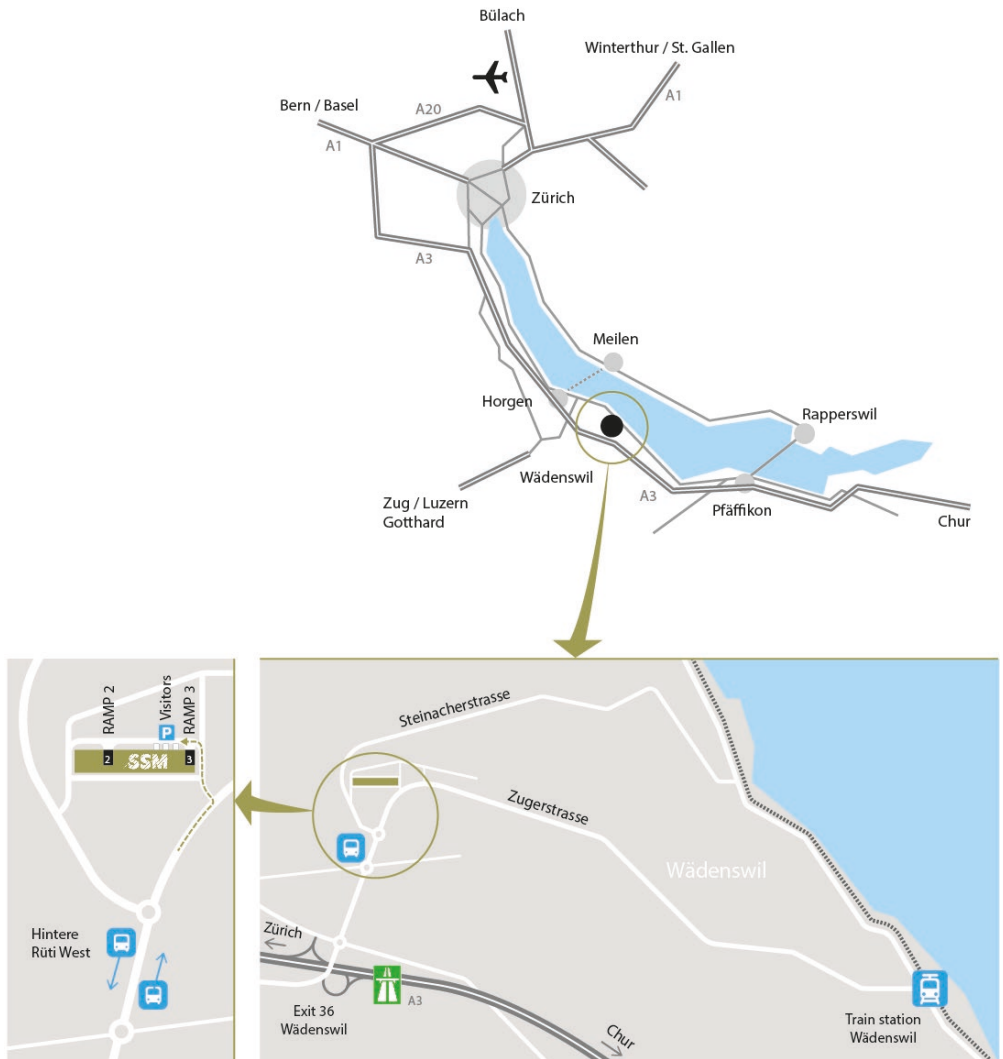 Bülach
Winterthur / St. Gallen
Bern / Basel
A20
A1
A1
Zürich
A3
Meilen
Horgen
Rapperswil
Wädenswil
A3
Zug / Luzern
Gotthard
Pfäffikon
Chur
RAMP 2
Visitors
RAMP 3
P
2
SSM
3
Hintere
Rüti West
Steinacherstrasse
Zugerstrasse
Wädenswil
Zürich
A3
Exit 36
Wädenswil
Chur
Train station
Wädenswil